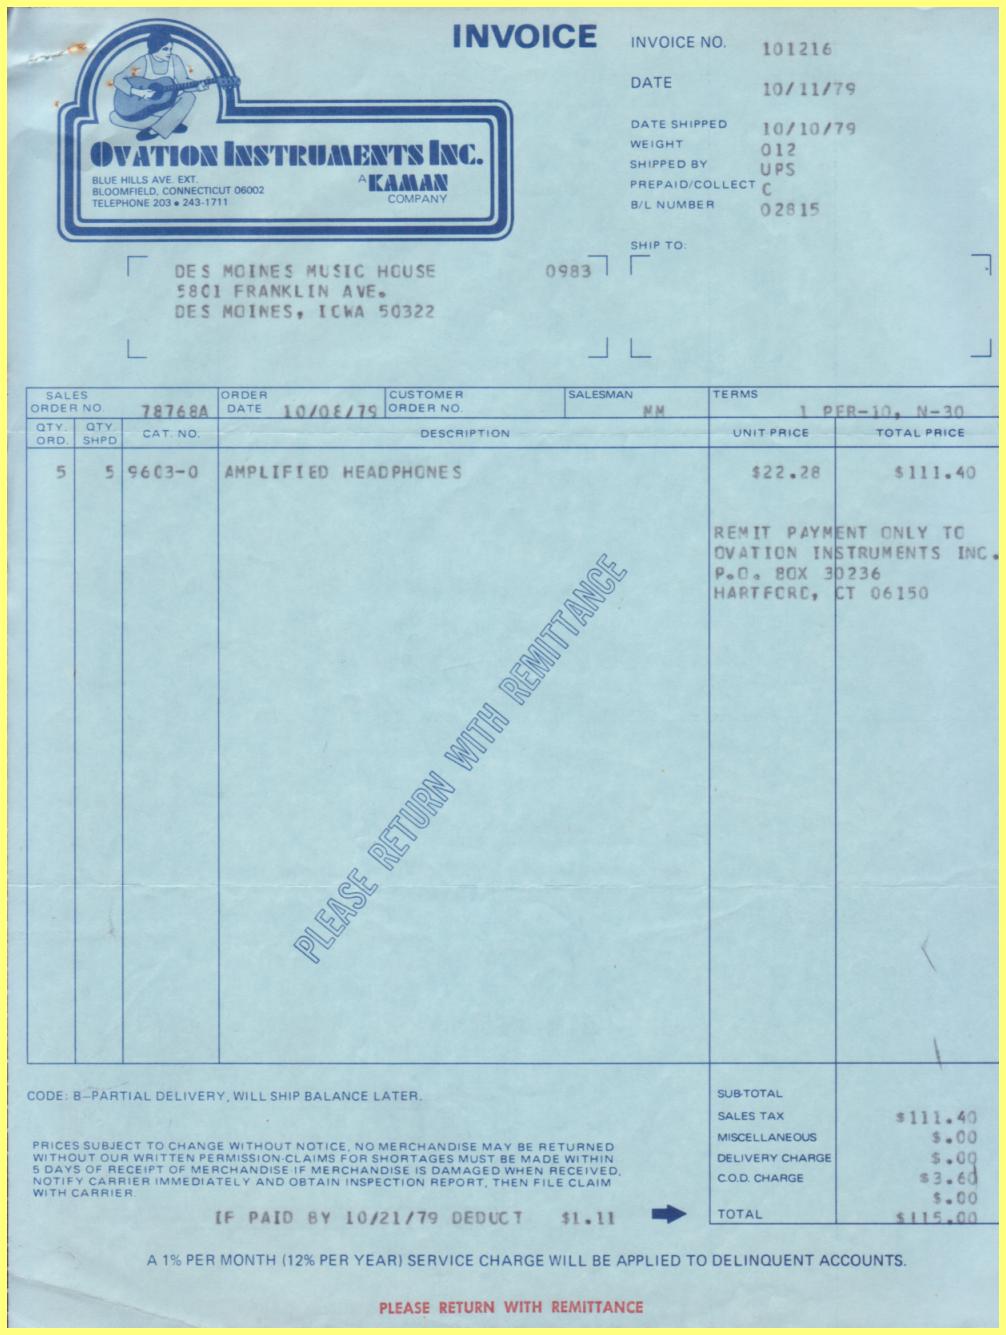 INVOICE
INVOICE NO. 101216
DATE 10/11/79
DATE SHIPPED 10/10/79
WEIGHT 012
SHIPPED BY UPS
PREPAID/COLLECT C
B/L NUMBER 02815
OVATION INSTRUMENTS INC.
BLUE HILLS AVE. EXT.
BLOOMFIELD, CONNECTICUT 06002
TELEPHONE 203 • 243-1711
A KAMAN
COMPANY
SHIP TO:
DES MOINES MUSIC HOUSE 0983
5801 FRANKLIN AVE.
DES MOINES, IOWA 50322
SALES ORDER NO. 78768A
ORDER DATE 10/08/79
CUSTOMER ORDER NO.
SALESMAN MM
TERMS 1 PER-10, N-30
QTY. ORD. QTY. SHPD CAT. NO. DESCRIPTION UNIT PRICE TOTAL PRICE
5 5 9603-0 AMPLIFIED HEADPHONES $22.28 $111.40
REMIT PAYMENT ONLY TO
OVATION INSTRUMENTS INC.
P.O. BOX 30236
HARTFORD, CT 06150
PLEASE RETURN WITH REMITTANCE
CODE: B—PARTIAL DELIVERY, WILL SHIP BALANCE LATER.
SUB-TOTAL
SALES TAX $111.40
MISCELLANEOUS $.00
DELIVERY CHARGE $.00
C.O.D. CHARGE $3.60
$.00
TOTAL $115.00
PRICES SUBJECT TO CHANGE WITHOUT NOTICE, NO MERCHANDISE MAY BE RETURNED
WITHOUT OUR WRITTEN PERMISSION-CLAIMS FOR SHORTAGES MUST BE MADE WITHIN
5 DAYS OF RECEIPT OF MERCHANDISE IF MERCHANDISE IS DAMAGED WHEN RECEIVED,
NOTIFY CARRIER IMMEDIATELY AND OBTAIN INSPECTION REPORT, THEN FILE CLAIM
WITH CARRIER.
IF PAID BY 10/21/79 DEDUCT $1.11
A 1% PER MONTH (12% PER YEAR) SERVICE CHARGE WILL BE APPLIED TO DELINQUENT ACCOUNTS.
PLEASE RETURN WITH REMITTANCE